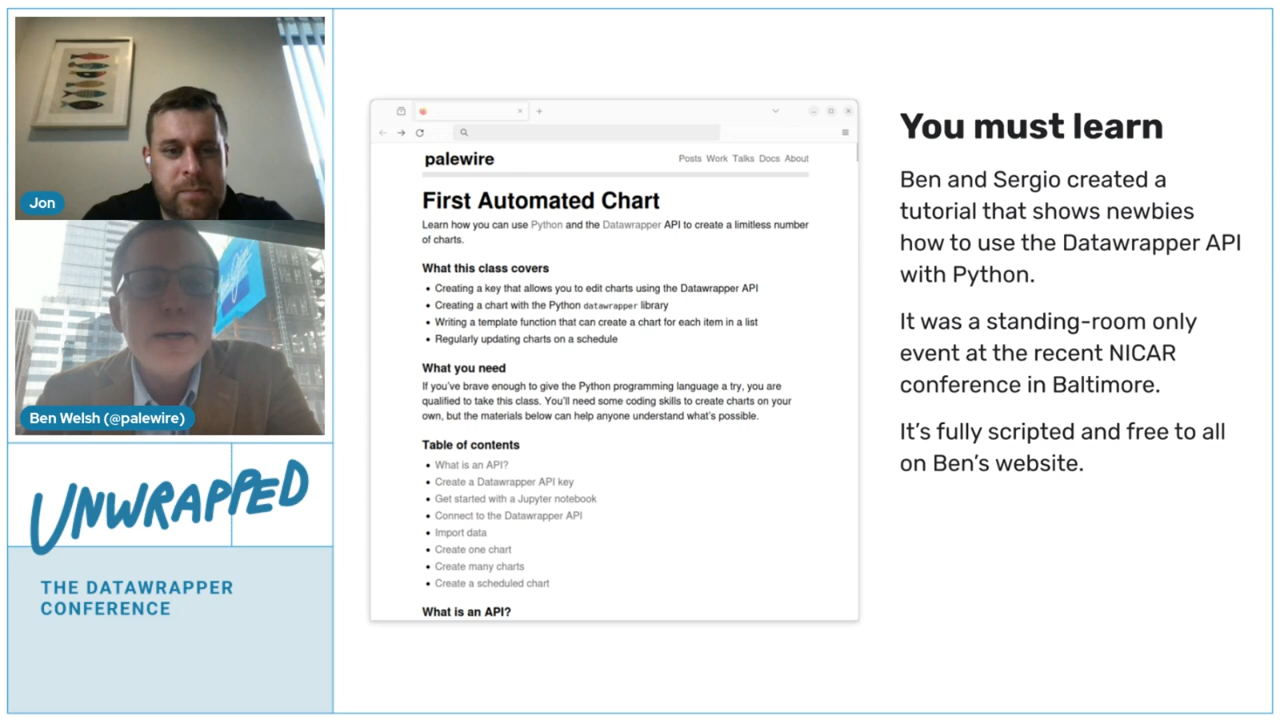 Jon
Ben Welsh (@palewire)
UNWRAPPED
THE DATAWRAPPER
CONFERENCE
palewire
Posts Work Talks Docs About
First Automated Chart
Learn how you can use Python and the Datawrapper API to create a limitless number
of charts.
What this class covers
• Creating a key that allows you to edit charts using the Datawrapper API
• Creating a chart with the Python datawrapper library
• Writing a template function that can create a chart for each item in a list
• Regularly updating charts on a schedule
What you need
If you've brave enough to give the Python programming language a try, you are
qualified to take this class. You'll need some coding skills to create charts on your
own, but the materials below can help anyone understand what's possible.
Table of contents
• What is an API?
• Create a Datawrapper API key
• Get started with a Jupyter notebook
• Connect to the Datawrapper API
• Import data
• Create one chart
• Create many charts
• Create a scheduled chart
What is an API?
You must learn
Ben and Sergio created a
tutorial that shows newbies
how to use the Datawrapper API
with Python.
It was a standing-room only
event at the recent NICAR
conference in Baltimore.
It's fully scripted and free to all
on Ben's website.